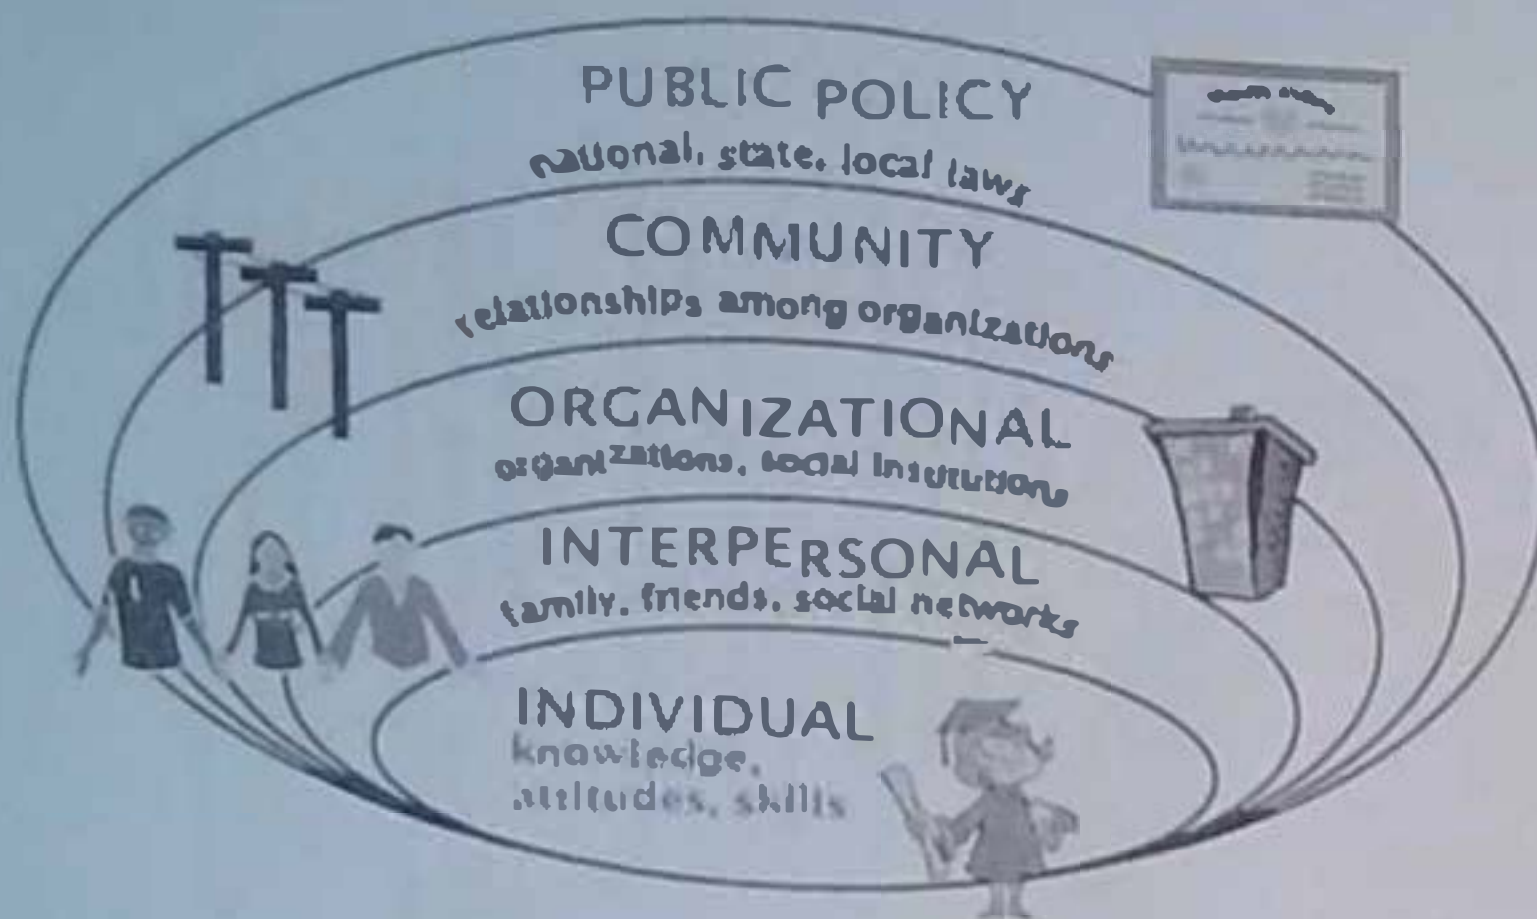 PUBLIC POLICY
national, state, local laws
COMMUNITY
relationships among organizations
ORGANIZATIONAL
organizations, social institutions
INTERPERSONAL
family, friends, social networks
INDIVIDUAL
knowledge,
attitudes, skills